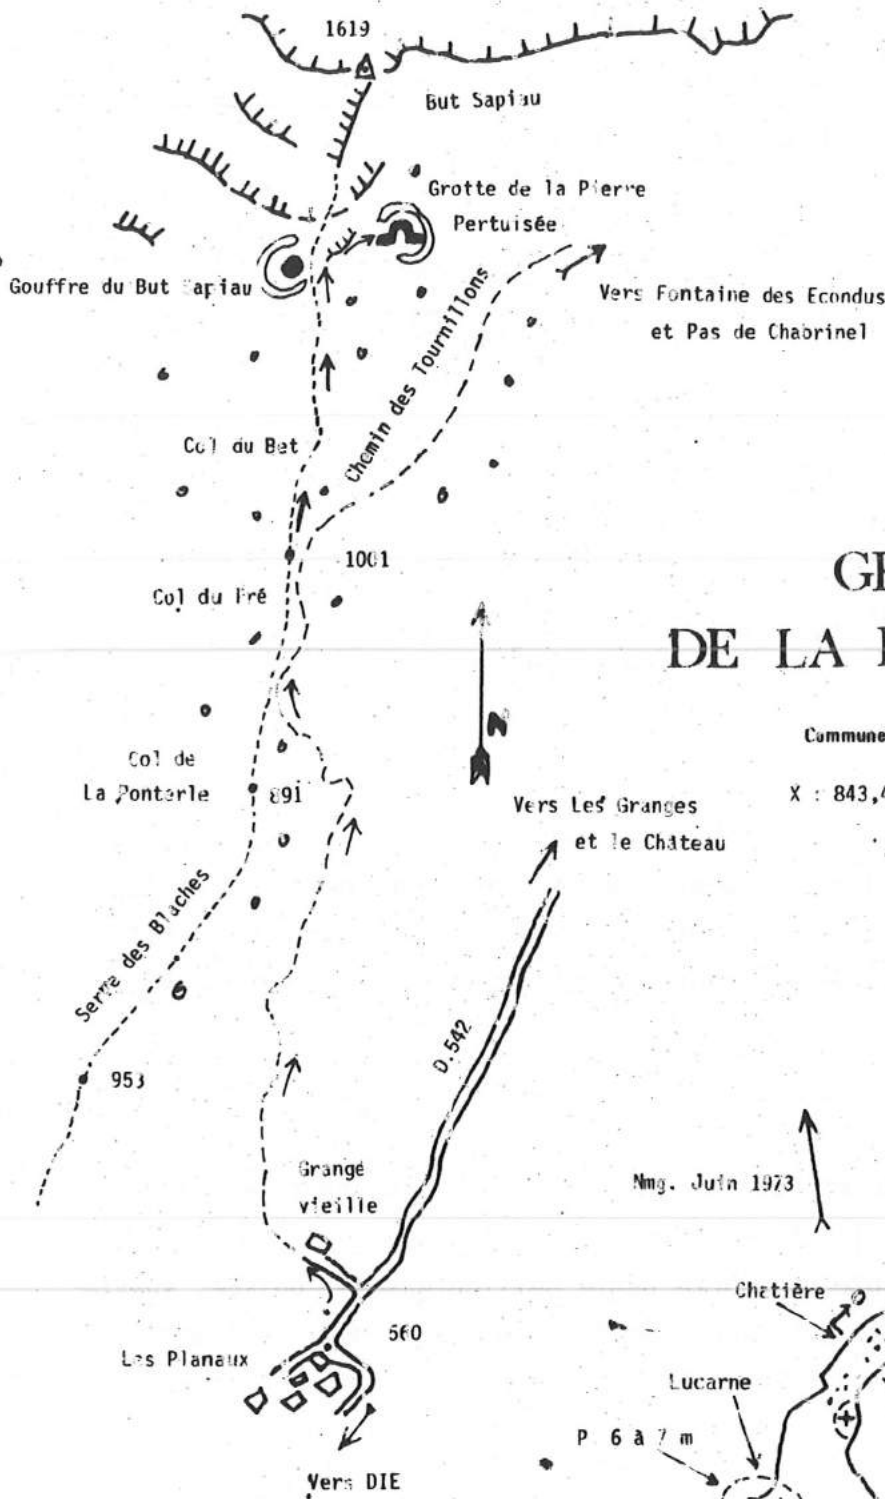 1619
But Sapiau
Grotte de la Pierre
Pertuisée
Gouffre du But Sapiau
Chemin des Tournillons
Vers Fontaine des Econdus
et Pas de Chabrinel
Col du Bet
1001
Col du Pré
GR
DE LA
N
Commune
X : 843,4
Col de
La Ponterle
891
Vers Les Granges
et le Château
Serre des Blaches
D.542
953
Grange
vieille
Nmg. Juin 1973
Chatière
560
Les Planaux
Lucarne
P 6 à 7 m
Vers DIE